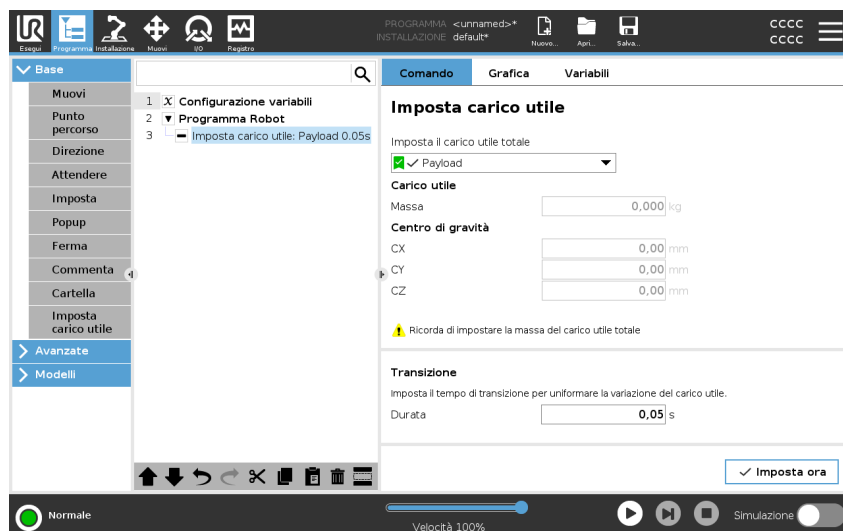 UR
PROGRAMMA <unnamed>*
INSTALLAZIONE default*
Esegui
Programma
Installazione
Muovi
I/O
Registro
Nuovo...
Apri...
Salva...
cccc
cccc
Base
Muovi
Punto
percorso
Direzione
Attendere
Imposta
Popup
Ferma
Commenta
Cartella
Imposta
carico utile
Avanzate
Modelli
1 X Configurazione variabili
2 Programma Robot
3 Imposta carico utile: Payload 0.05s
Comando Grafica Variabili
Imposta carico utile
Imposta il carico utile totale
Payload
Carico utile
Massa 0,000 kg
Centro di gravità
CX 0,00 mm
CY 0,00 mm
CZ 0,00 mm
Ricorda di impostare la massa del carico utile totale
Transizione
Imposta il tempo di transizione per uniformare la variazione del carico utile.
Durata 0,05 s
Imposta ora
Normale
Velocità 100%
Simulazione